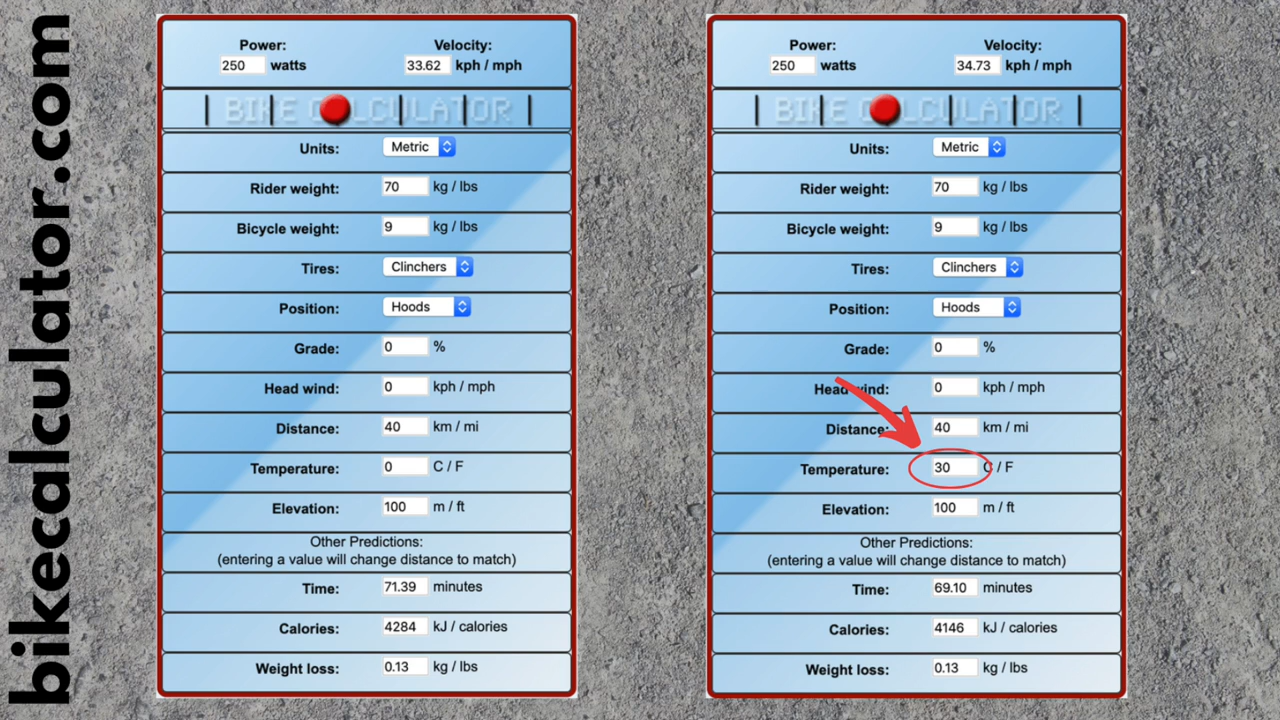 bikecalculator.com
Power:
Velocity:
250 watts
33.62 kph / mph
BIKE CALCULATOR
Units: Metric
Rider weight: 70 kg / lbs
Bicycle weight: 9 kg / lbs
Tires: Clinchers
Position: Hoods
Grade: 0 %
Head wind: 0 kph / mph
Distance: 40 km / mi
Temperature: 0 C / F
Elevation: 100 m / ft
Other Predictions:
(entering a value will change distance to match)
Time: 71.39 minutes
Calories: 4284 kJ / calories
Weight loss: 0.13 kg / lbs
Power:
Velocity:
250 watts
34.73 kph / mph
BIKE CALCULATOR
Units: Metric
Rider weight: 70 kg / lbs
Bicycle weight: 9 kg / lbs
Tires: Clinchers
Position: Hoods
Grade: 0 %
Head wind: 0 kph / mph
Distance: 40 km / mi
Temperature: 30 C / F
Elevation: 100 m / ft
Other Predictions:
(entering a value will change distance to match)
Time: 69.10 minutes
Calories: 4146 kJ / calories
Weight loss: 0.13 kg / lbs